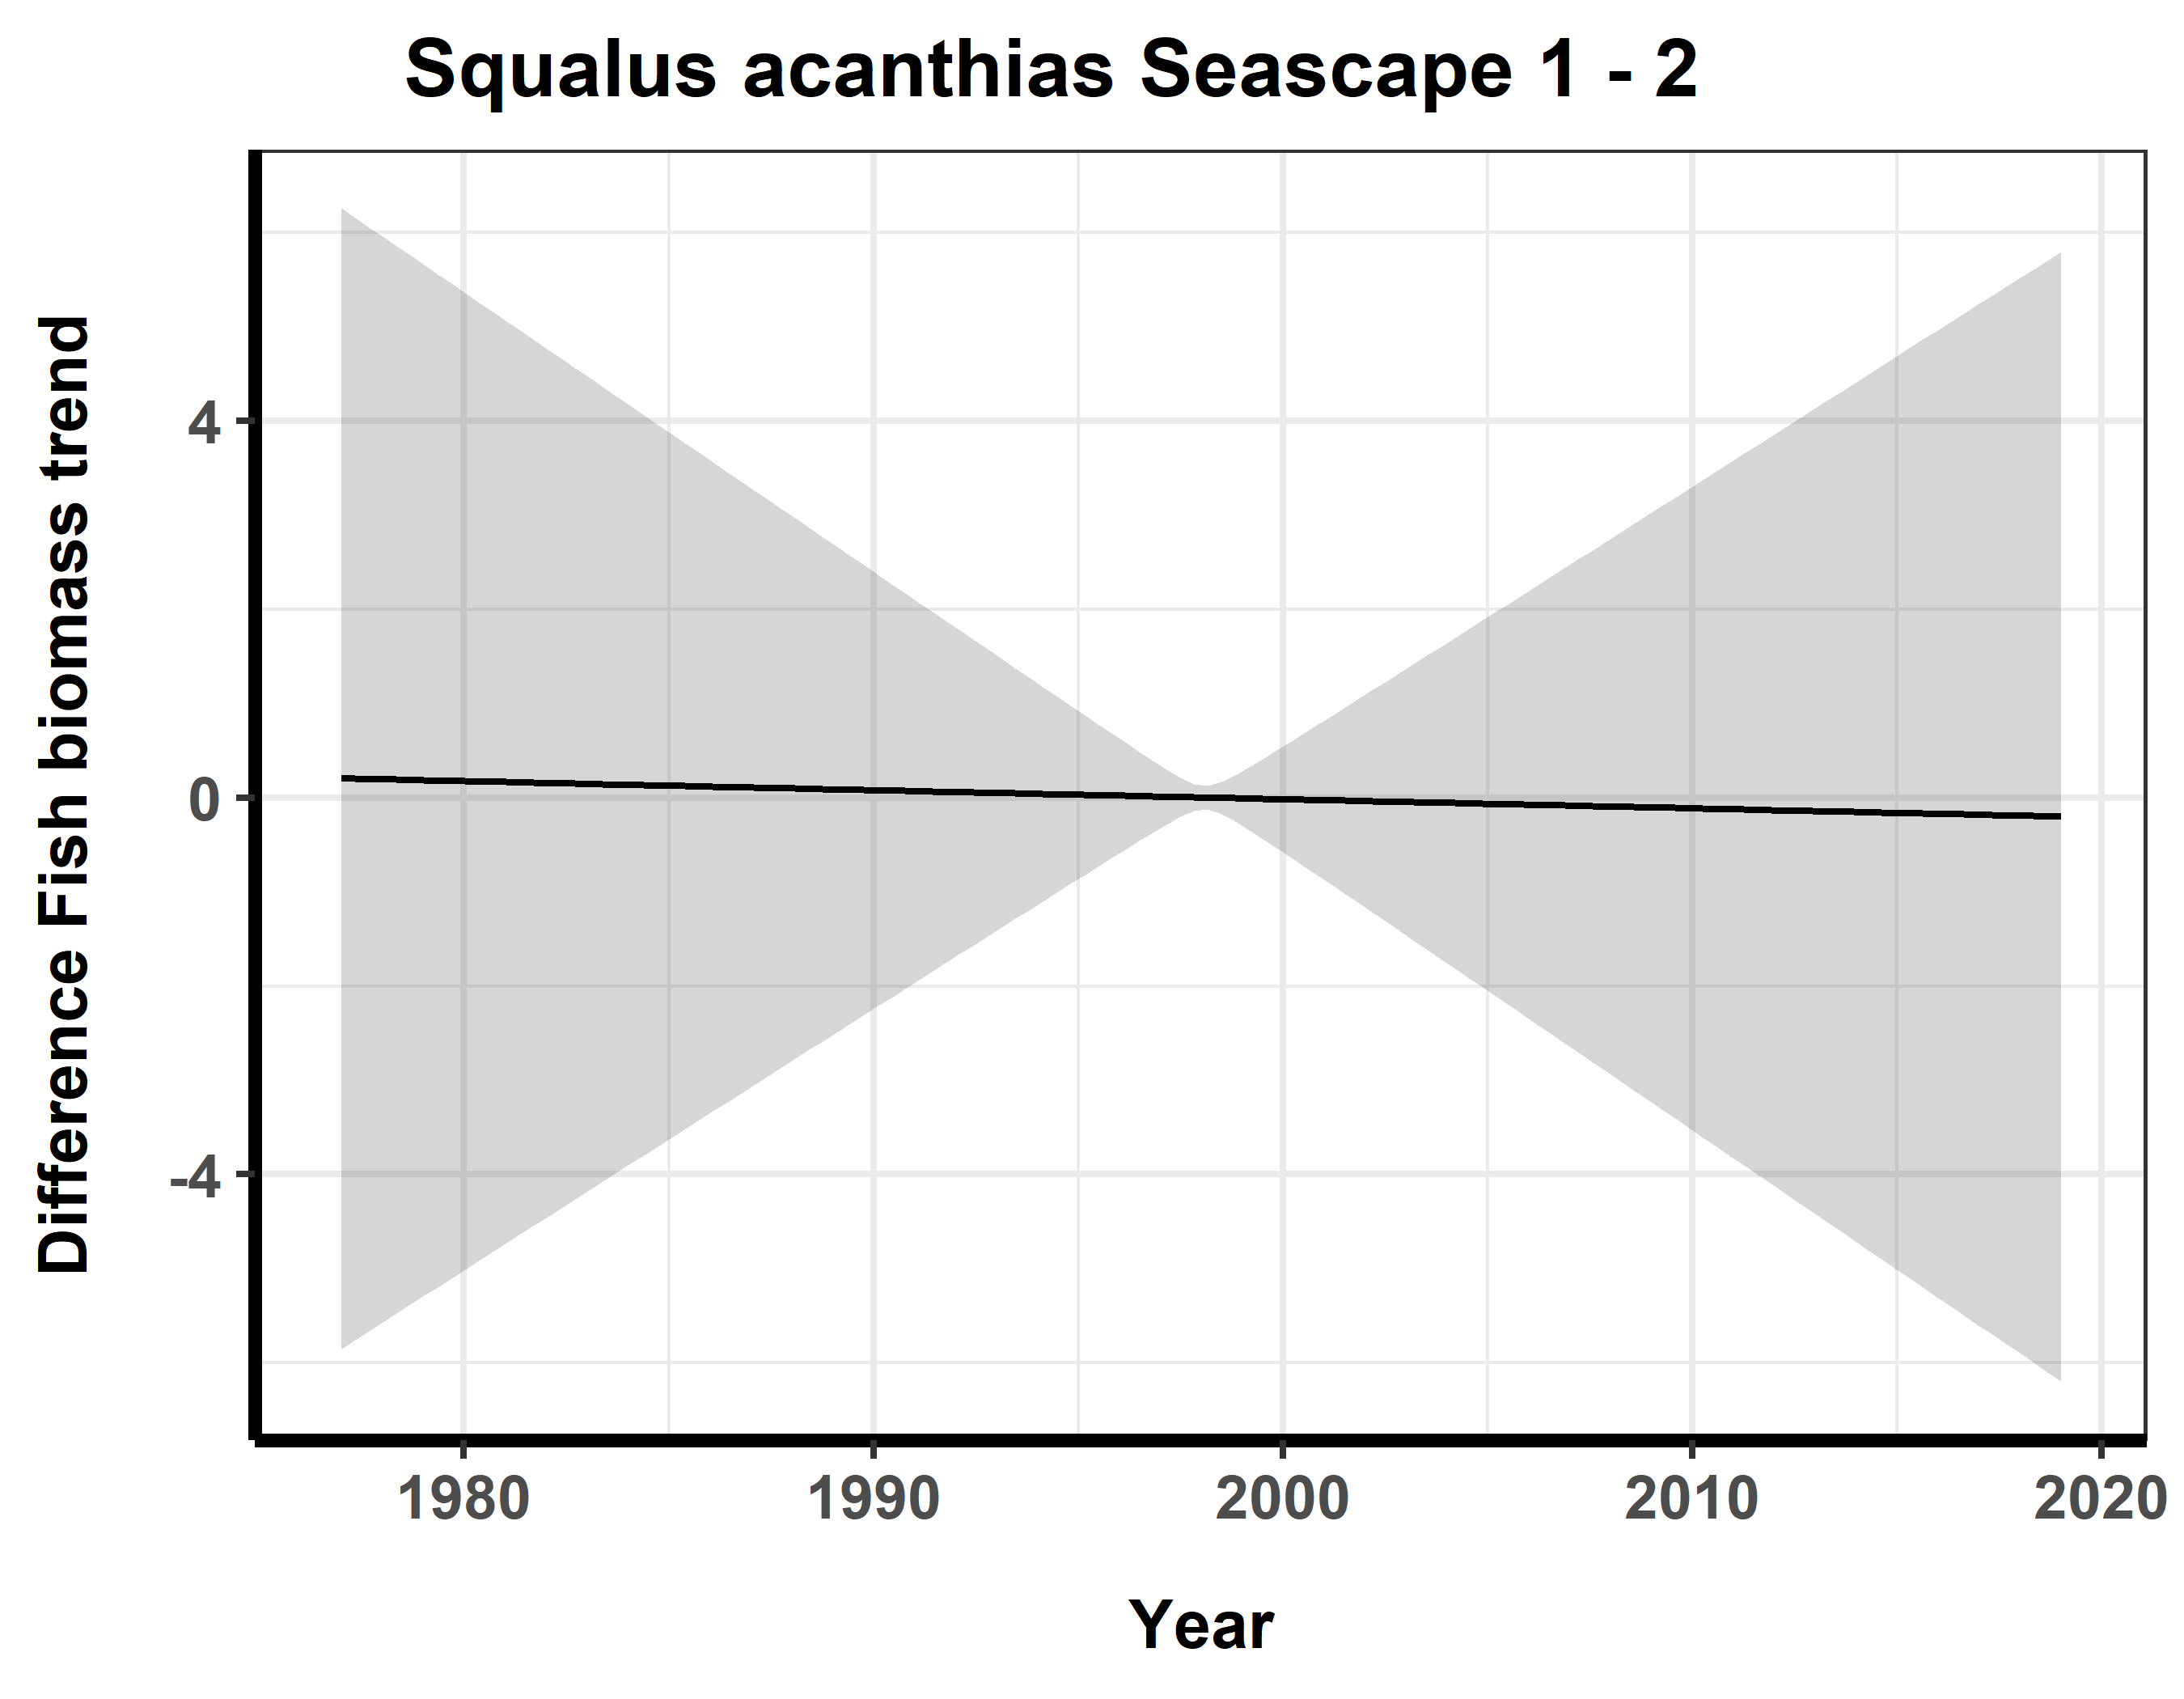 Squalus acanthias Seascape 1 - 2
Difference Fish biomass trend
4
0
-4
1980 1990 2000 2010 2020
Year